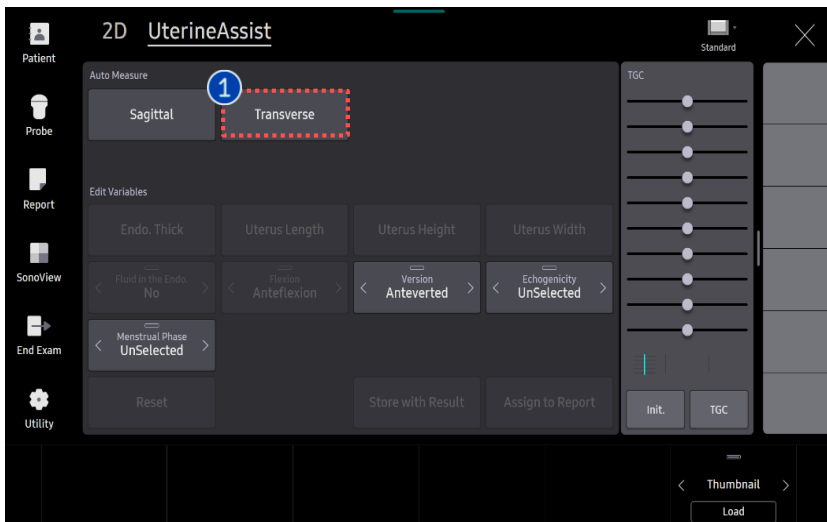 2D UterineAssist
Standard
Patient
Probe
Report
SonoView
End Exam
Utility
Auto Measure
1
Sagittal
Transverse
Edit Variables
Endo. Thick
Uterus Length
Uterus Height
Uterus Width
< Fluid in the Endo. >
No
< Flexion >
Anteflexion
< Version >
Anteverted
< Echogenicity >
UnSelected
< Menstrual Phase >
UnSelected
Reset
Store with Result
Assign to Report
TGC
Init.
TGC
< Thumbnail >
Load